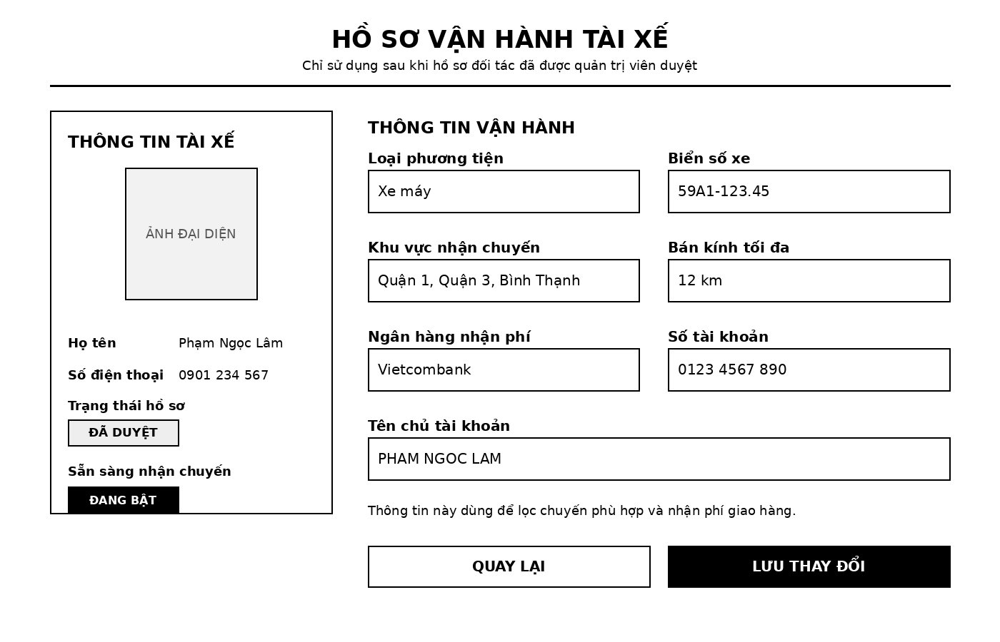 HỒ SƠ VẬN HÀNH TÀI XẾ
Chỉ sử dụng sau khi hồ sơ đối tác đã được quản trị viên duyệt
THÔNG TIN TÀI XẾ
ẢNH ĐẠI DIỆN
Họ tên Phạm Ngọc Lâm
Số điện thoại 0901 234 567
Trạng thái hồ sơ
ĐÃ DUYỆT
Sẵn sàng nhận chuyến
ĐANG BẬT
THÔNG TIN VẬN HÀNH
Loại phương tiện
Xe máy
Biển số xe
59A1-123.45
Khu vực nhận chuyến
Quận 1, Quận 3, Bình Thạnh
Bán kính tối đa
12 km
Ngân hàng nhận phí
Vietcombank
Số tài khoản
0123 4567 890
Tên chủ tài khoản
PHAM NGOC LAM
Thông tin này dùng để lọc chuyến phù hợp và nhận phí giao hàng.
QUAY LẠI
LƯU THAY ĐỔI